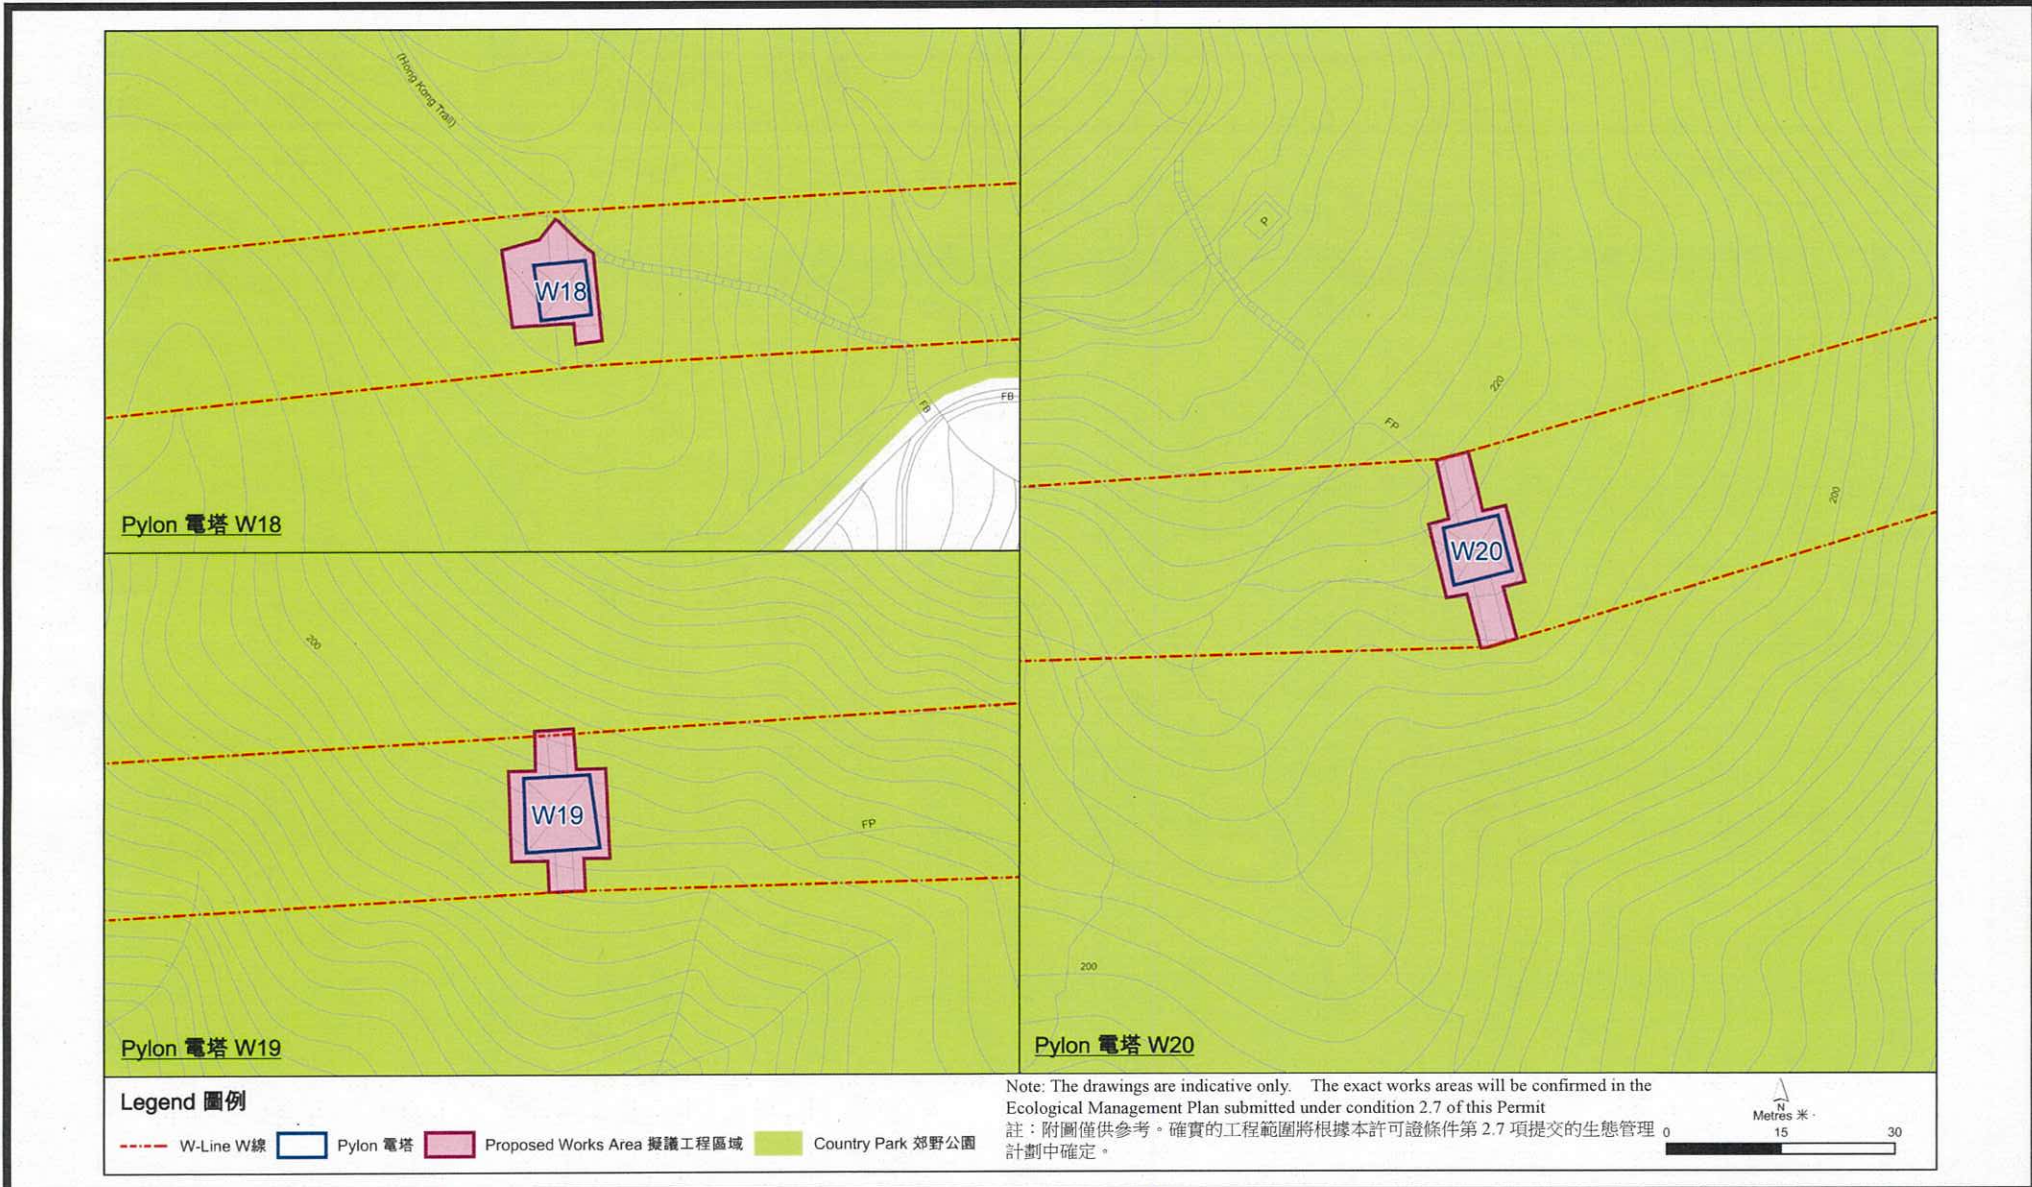 (Hong Kong Trail)
W18
FB
FB
Pylon 電塔 W18
200
W19
FP
Pylon 電塔 W19
P
220
FP
200
W20
200
Pylon 電塔 W20
Legend 圖例
W-Line W線
Pylon 電塔
Proposed Works Area 擬議工程區域
Country Park 郊野公園
Note: The drawings are indicative only. The exact works areas will be confirmed in the
Ecological Management Plan submitted under condition 2.7 of this Permit
註：附圖僅供參考。確實的工程範圍將根據本許可證條件第 2.7 項提交的生態管理
計劃中確定。
N
Metres 米
0 15 30